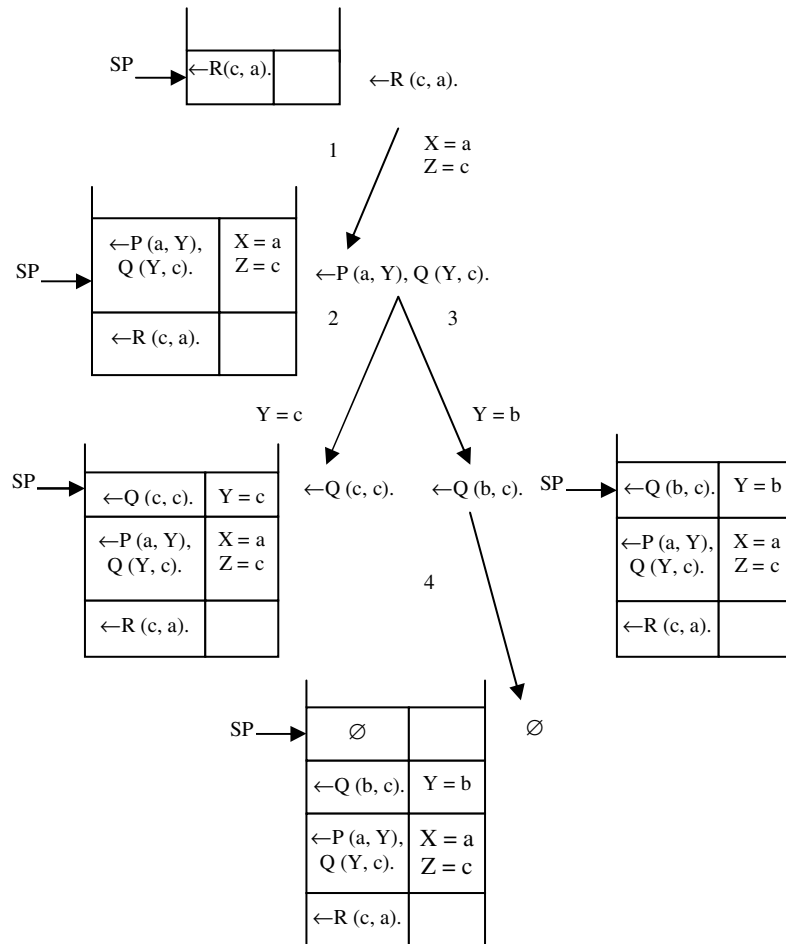 SP
←R(c, a).
←R (c, a).
1
X = a
Z = c
SP
←P (a, Y),
Q (Y, c).
X = a
Z = c
←R (c, a).
←P (a, Y), Q (Y, c).
2
3
Y = c
Y = b
SP
←Q (c, c).
Y = c
←P (a, Y),
Q (Y, c).
X = a
Z = c
←R (c, a).
←Q (c, c).
←Q (b, c).
SP
←Q (b, c).
Y = b
←P (a, Y),
Q (Y, c).
X = a
Z = c
←R (c, a).
4
SP
∅
∅
←Q (b, c).
Y = b
←P (a, Y),
Q (Y, c).
X = a
Z = c
←R (c, a).